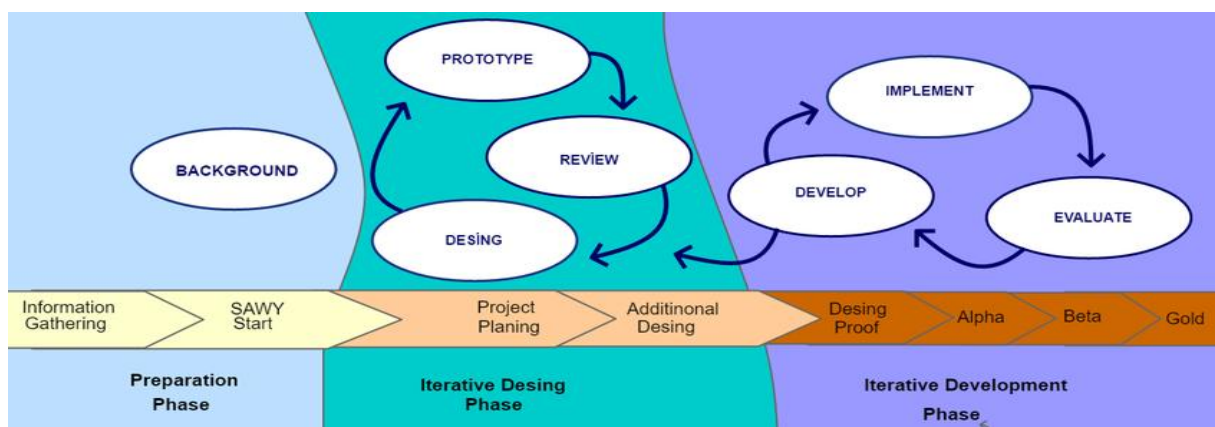 PROTOTYPE
IMPLEMENT
REVİEW
BACKGROUND
DEVELOP
EVALUATE
DESİNG
Information
Gathering
SAWY
Start
Project
Planing
Additinonal
Desing
Desing
Proof
Alpha
Beta
Gold
Preparation
Phase
Iterative Desing
Phase
Iterative Development
Phase